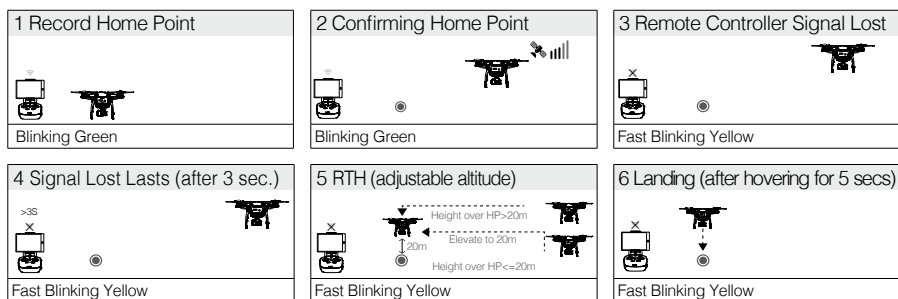 1 Record Home Point
Blinking Green
2 Confirming Home Point
Blinking Green
3 Remote Controller Signal Lost
Fast Blinking Yellow
4 Signal Lost Lasts (after 3 sec.)
>3S
Fast Blinking Yellow
5 RTH (adjustable altitude)
Height over HP>20m
Elevate to 20m
20m
Height over HP<=20m
Fast Blinking Yellow
6 Landing (after hovering for 5 secs)
Fast Blinking Yellow